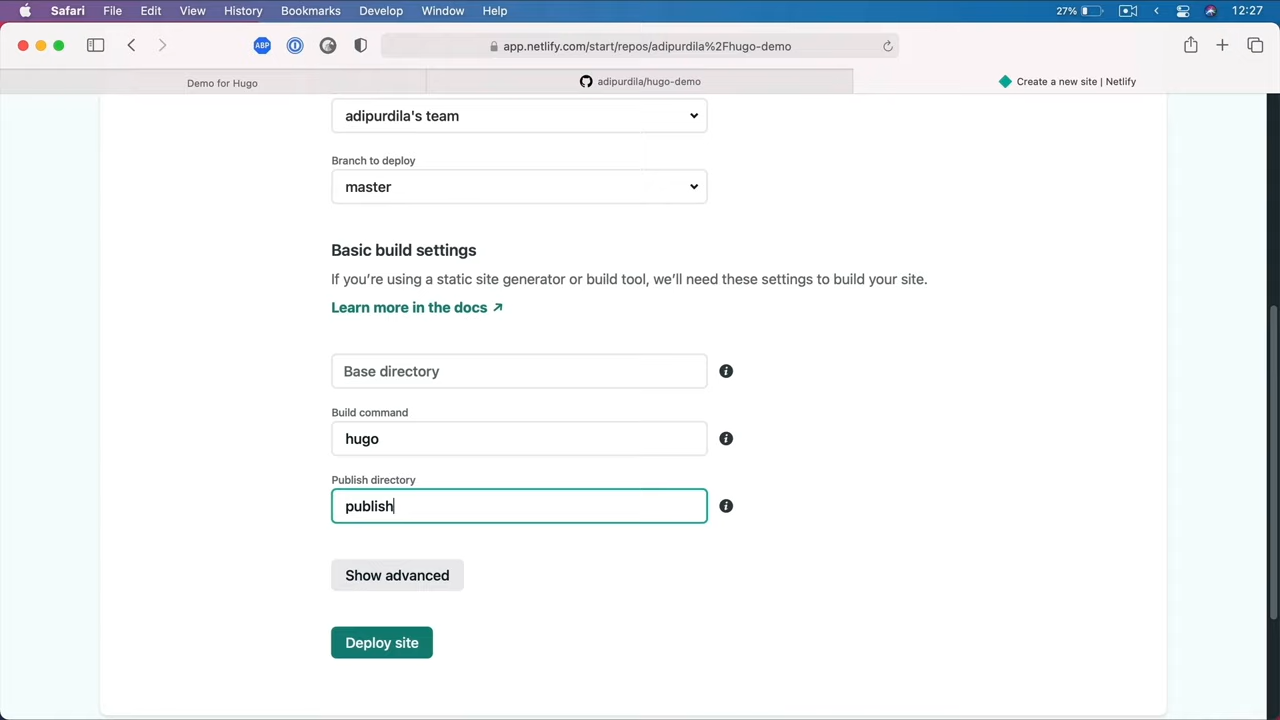 Safari File Edit View History Bookmarks Develop Window Help 27% 12:27
ABP app.netlify.com/start/repos/adipurdila%2Fhugo-demo
Demo for Hugo adipurdila/hugo-demo Create a new site | Netlify
adipurdila's team
Branch to deploy
master
Basic build settings
If you’re using a static site generator or build tool, we’ll need these settings to build your site.
Learn more in the docs ↗
Base directory
Build command
hugo
Publish directory
publish
Show advanced
Deploy site